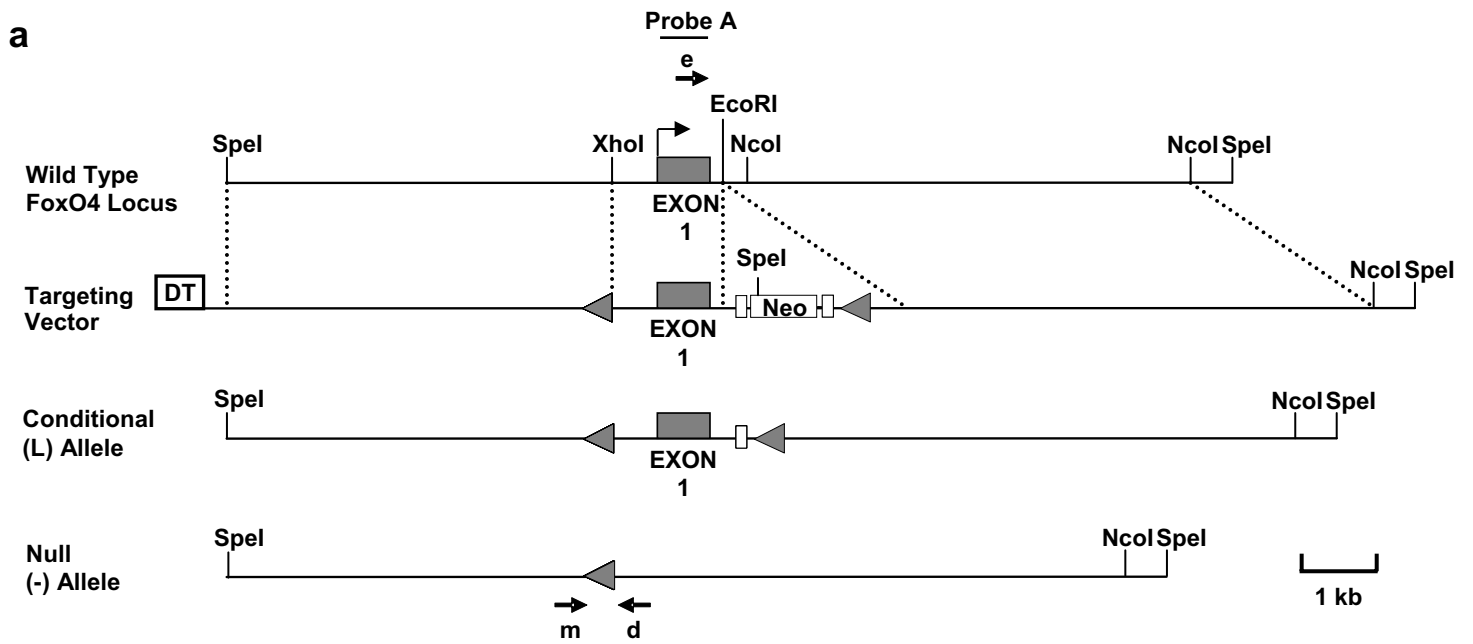 a
Probe A
e
EcoRI
SpeI
XhoI
NcoI
NcoI
SpeI
Wild Type
FoxO4 Locus
EXON
1
SpeI
NcoI
SpeI
DT
Targeting
Vector
Neo
EXON
1
SpeI
NcoI
SpeI
Conditional
(L) Allele
EXON
1
SpeI
NcoI
SpeI
Null
(-) Allele
1 kb
m
d